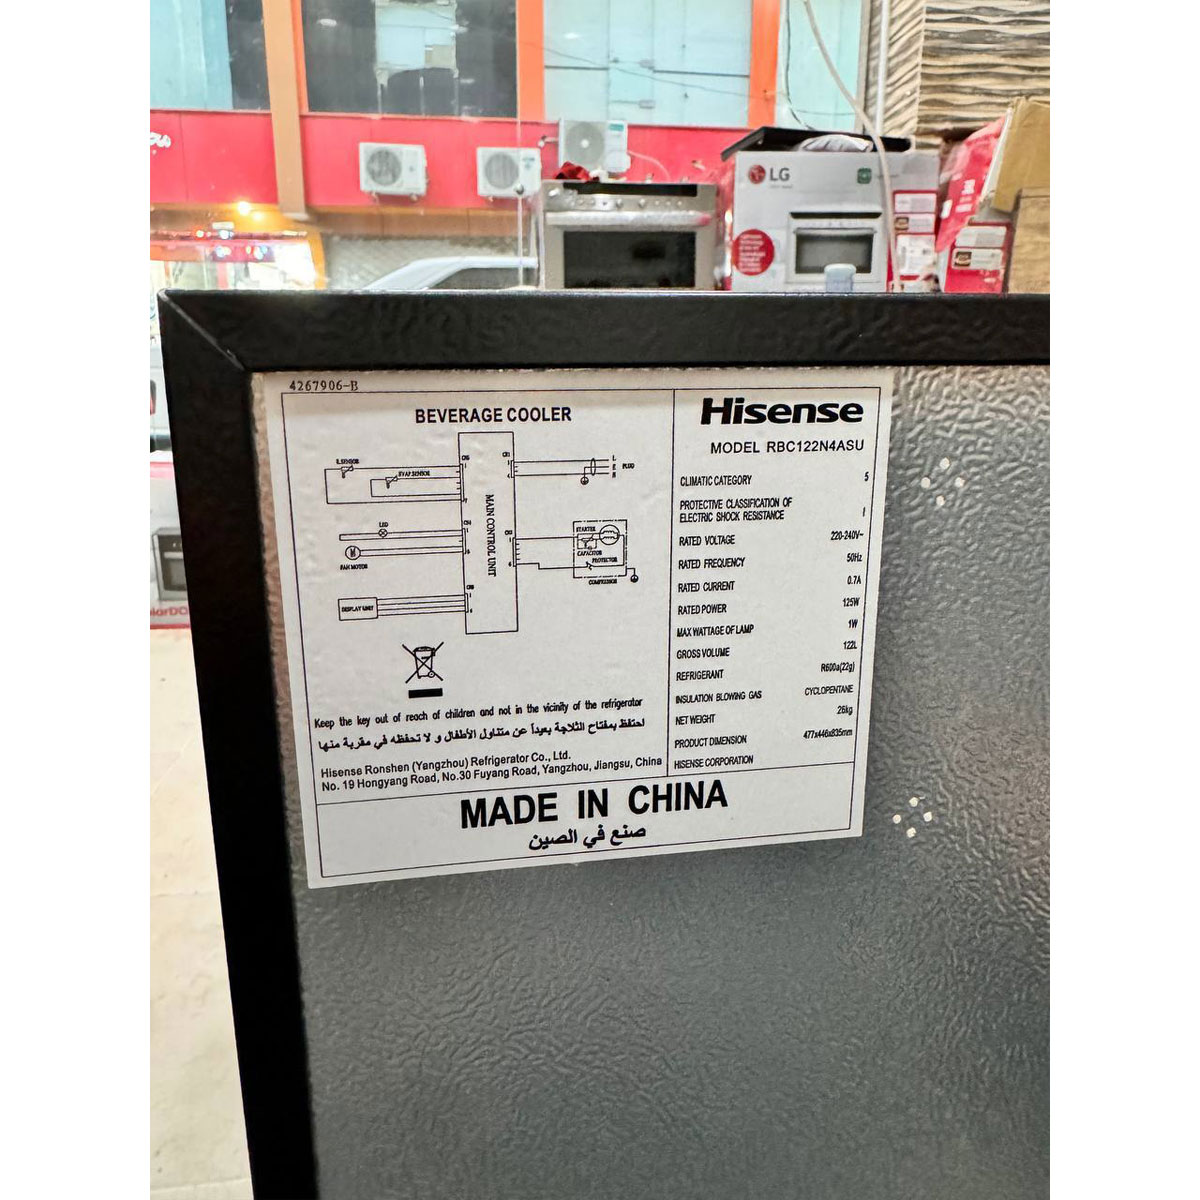 LG
4267906-B
BEVERAGE COOLER
R.SENSOR
EVAP.SENSOR
LED
FAN MOTOR
DISPLAY UNIT
MAIN CONTROL UNIT
L
E
N
PLUG
STARTER
CAPACITOR
PROTECTOR
COMPRESSOR
Keep the key out of reach of children and not in the vicinity of the refrigerator
احتفظ بمفتاح الثلاجة بعيداً عن متناول الأطفال و لا تحفظه في مقربة منها
Hisense Ronshen (Yangzhou) Refrigerator Co., Ltd.
No. 19 Hongyang Road, No.30 Fuyang Road, Yangzhou, Jiangsu, China
Hisense
MODEL RBC122N4ASU
CLIMATIC CATEGORY 5
PROTECTIVE CLASSIFICATION OF
ELECTRIC SHOCK RESISTANCE I
RATED VOLTAGE 220-240V~
RATED FREQUENCY 50Hz
RATED CURRENT 0.7A
RATED POWER 125W
MAX WATTAGE OF LAMP 1W
GROSS VOLUME 122L
REFRIGERANT R600a(22g)
INSULATION BLOWING GAS CYCLOPENTANE
NET WEIGHT 26kg
PRODUCT DIMENSION 477x446x835mm
HISENSE CORPORATION
MADE IN CHINA
صنع في الصين